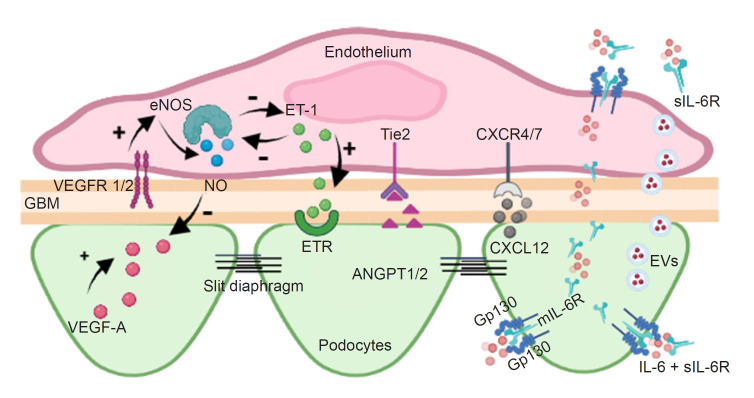 Endothelium
eNOS
-
ET-1
sIL-6R
+
-
+
Tie2
CXCR4/7
VEGFR 1/2
NO
GBM
-
ETR
CXCL12
+
Slit diaphragm
ANGPT1/2
EVs
VEGF-A
Gp130
mIL-6R
Podocytes
Gp130
IL-6 + sIL-6R